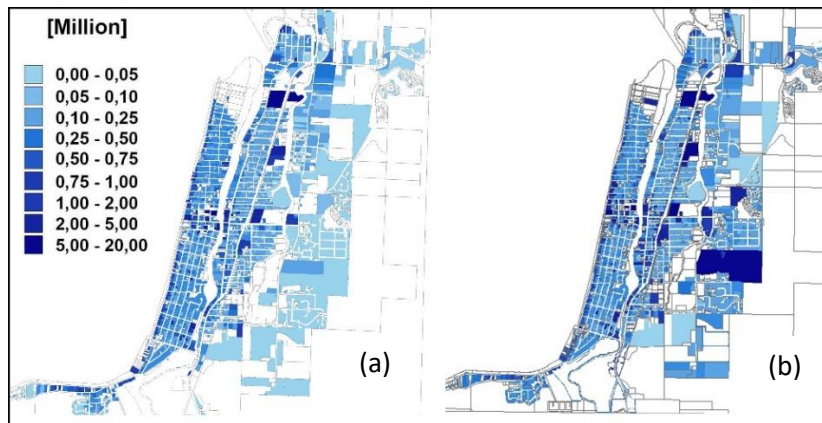 [Million]
0,00 - 0,05
0,05 - 0,10
0,10 - 0,25
0,25 - 0,50
0,50 - 0,75
0,75 - 1,00
1,00 - 2,00
2,00 - 5,00
5,00 - 20,00
(a)
(b)